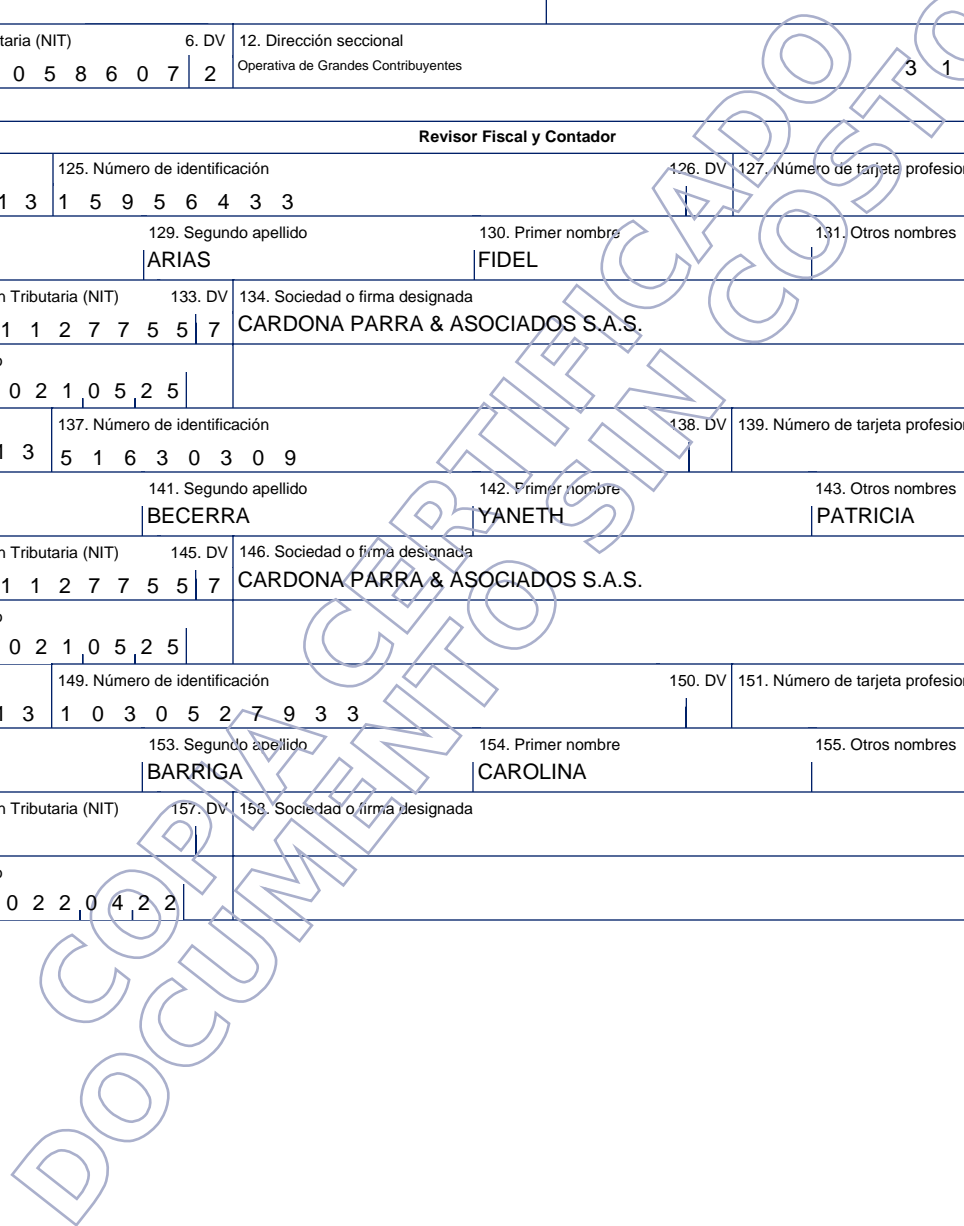 taria (NIT) 6. DV 12. Dirección seccional
0 5 8 6 0 7 2 Operativa de Grandes Contribuyentes 3 1
Revisor Fiscal y Contador
125. Número de identificación 126. DV 127. Número de tarjeta profesion
1 3 1 5 9 5 6 4 3 3
129. Segundo apellido 130. Primer nombre 131. Otros nombres
ARIAS FIDEL
n Tributaria (NIT) 133. DV 134. Sociedad o firma designada
1 1 2 7 7 5 5 7 CARDONA PARRA & ASOCIADOS S.A.S.
o
0 2 1 0 5 2 5
137. Número de identificación 138. DV 139. Número de tarjeta profesion
1 3 5 1 6 3 0 3 0 9
141. Segundo apellido 142. Primer nombre 143. Otros nombres
BECERRA YANETH PATRICIA
n Tributaria (NIT) 145. DV 146. Sociedad o firma designada
1 1 2 7 7 5 5 7 CARDONA PARRA & ASOCIADOS S.A.S.
o
0 2 1 0 5 2 5
149. Número de identificación 150. DV 151. Número de tarjeta profesion
1 3 1 0 3 0 5 2 7 9 3 3
153. Segundo apellido 154. Primer nombre 155. Otros nombres
BARRIGA CAROLINA
n Tributaria (NIT) 157. DV 158. Sociedad o firma designada
o
0 2 2 0 4 2 2
COPIA CERTIFICADO
DOCUMENTO SIN COSTO